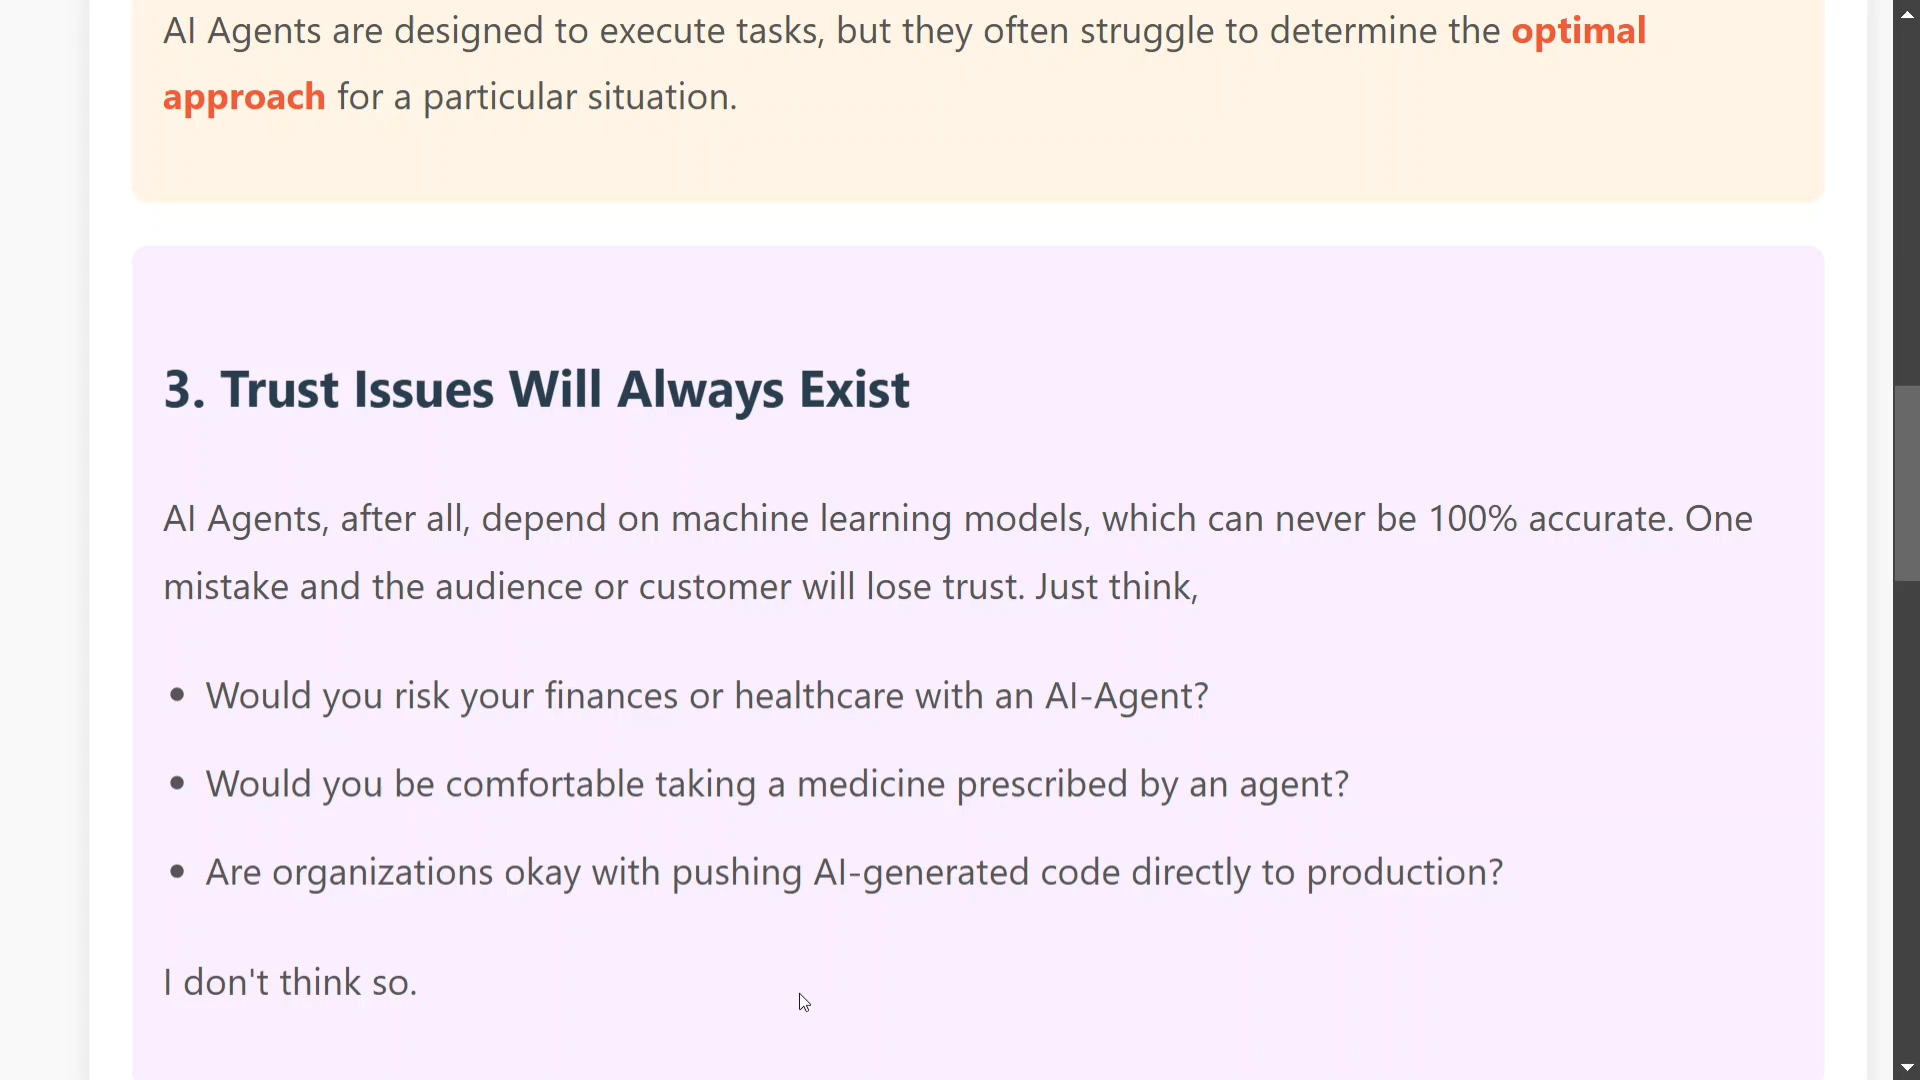 AI Agents are designed to execute tasks, but they often struggle to determine the optimal
approach for a particular situation.
3. Trust Issues Will Always Exist
AI Agents, after all, depend on machine learning models, which can never be 100% accurate. One
mistake and the audience or customer will lose trust. Just think,
• Would you risk your finances or healthcare with an AI-Agent?
• Would you be comfortable taking a medicine prescribed by an agent?
• Are organizations okay with pushing AI-generated code directly to production?
I don't think so.